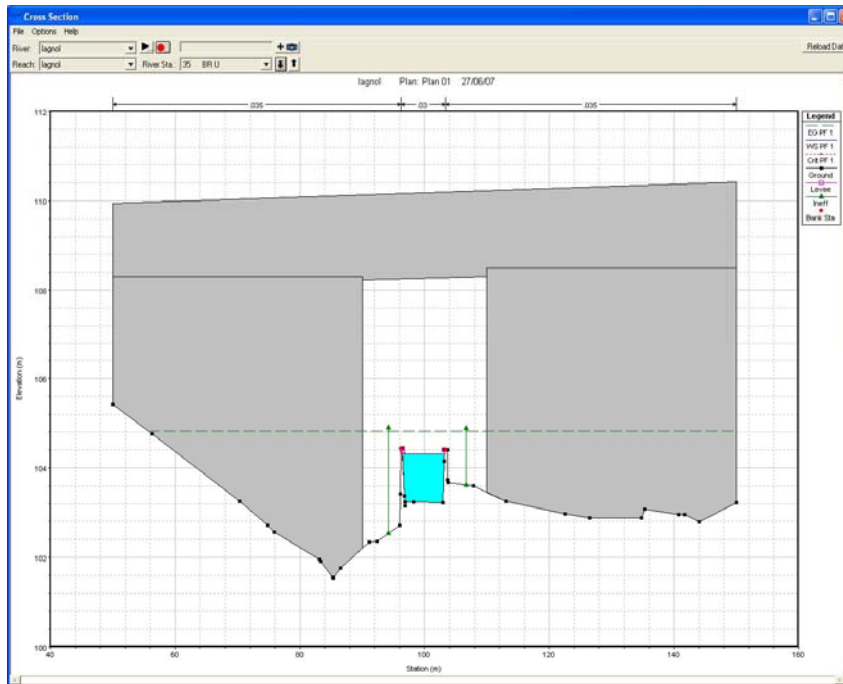 Cross Section
File Options Help
River: lagnol
Reach: lagnol River Sta.: 35 BR U
Reload Dat
lagnol Plan: Plan 01 27/06/07
.035 .03 .035
Legend
EG PF 1
WS PF 1
Crit PF 1
Ground
Levee
Ineff
Bank Sta
112
110
108
106
104
102
100
Elevation (m)
40 60 80 100 120 140 160
Station (m)